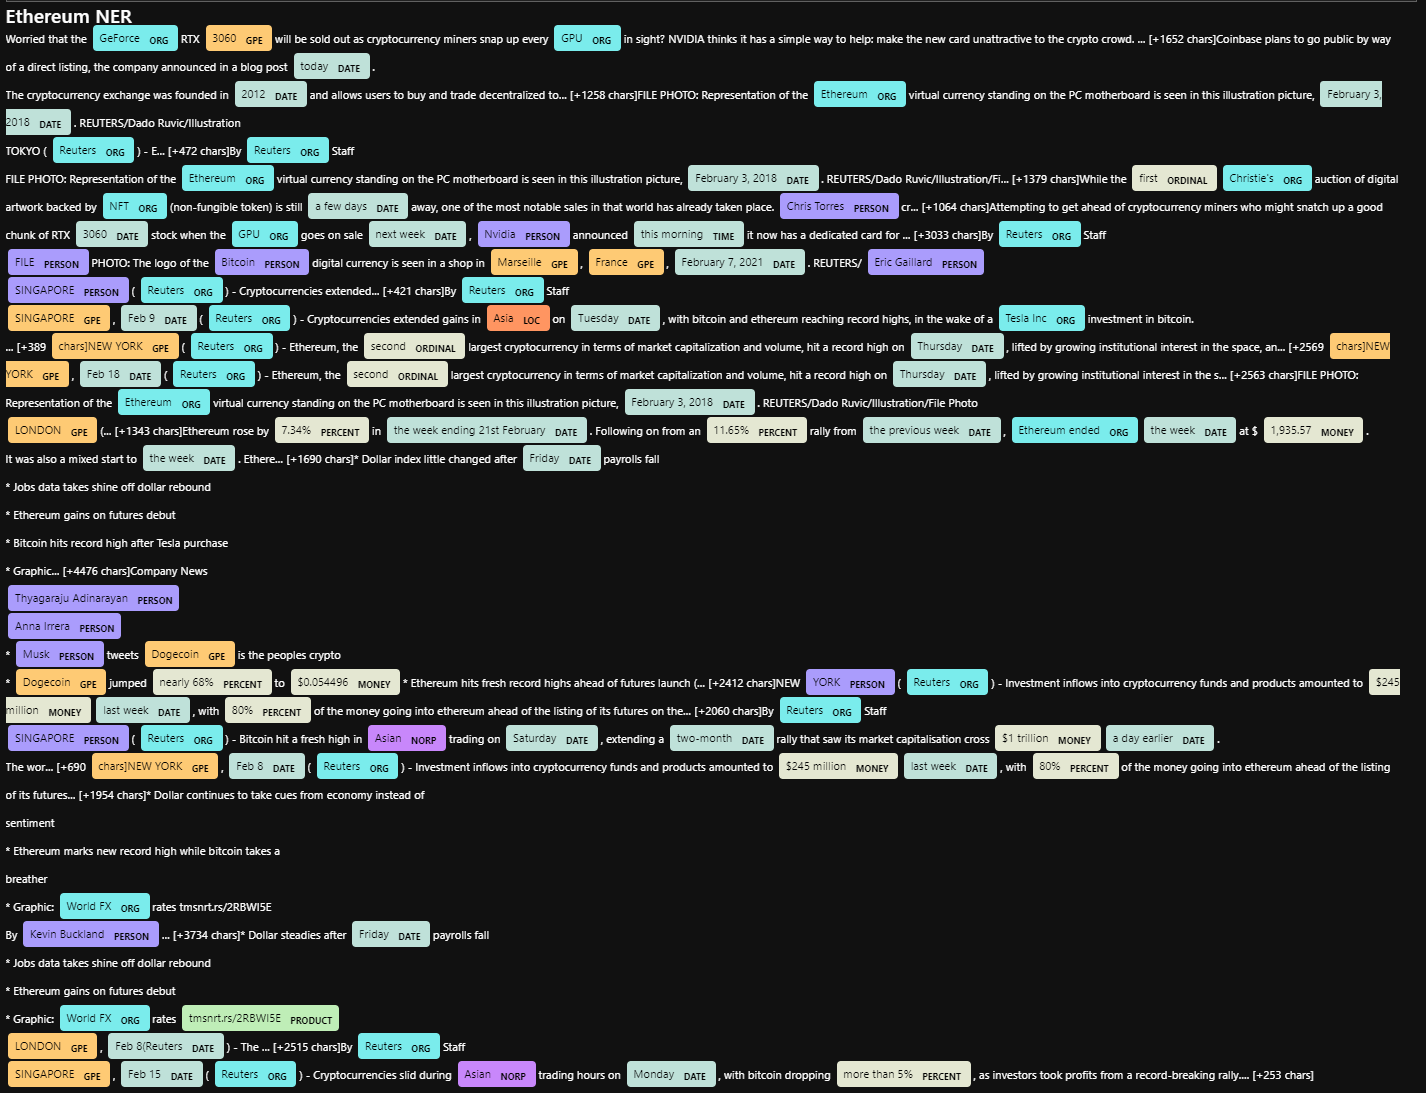 Ethereum NER
Worried that the GeForce ORG RTX 3060 GPE will be sold out as cryptocurrency miners snap up every GPU ORG in sight? NVIDIA thinks it has a simple way to help: make the new card unattractive to the crypto crowd. ... [+1652 chars]Coinbase plans to go public by way
of a direct listing, the company announced in a blog post today DATE .
The cryptocurrency exchange was founded in 2012 DATE and allows users to buy and trade decentralized to... [+1258 chars]FILE PHOTO: Representation of the Ethereum ORG virtual currency standing on the PC motherboard is seen in this illustration picture, February 3,
2018 DATE . REUTERS/Dado Ruvic/Illustration
TOKYO ( Reuters ORG ) - E... [+472 chars]By Reuters ORG Staff
FILE PHOTO: Representation of the Ethereum ORG virtual currency standing on the PC motherboard is seen in this illustration picture, February 3, 2018 DATE . REUTERS/Dado Ruvic/Illustration/Fi... [+1379 chars]While the first ORDINAL Christie's ORG auction of digital
artwork backed by NFT ORG (non-fungible token) is still a few days DATE away, one of the most notable sales in that world has already taken place. Chris Torres PERSON cr... [+1064 chars]Attempting to get ahead of cryptocurrency miners who might snatch up a good
chunk of RTX 3060 DATE stock when the GPU ORG goes on sale next week DATE , Nvidia PERSON announced this morning TIME it now has a dedicated card for ... [+3033 chars]By Reuters ORG Staff
FILE PERSON PHOTO: The logo of the Bitcoin PERSON digital currency is seen in a shop in Marseille GPE , France GPE , February 7, 2021 DATE . REUTERS/ Eric Gaillard PERSON
SINGAPORE PERSON ( Reuters ORG ) - Cryptocurrencies extended... [+421 chars]By Reuters ORG Staff
SINGAPORE GPE , Feb 9 DATE ( Reuters ORG ) - Cryptocurrencies extended gains in Asia LOC on Tuesday DATE , with bitcoin and ethereum reaching record highs, in the wake of a Tesla Inc ORG investment in bitcoin.
... [+389 chars]NEW YORK GPE ( Reuters ORG ) - Ethereum, the second ORDINAL largest cryptocurrency in terms of market capitalization and volume, hit a record high on Thursday DATE , lifted by growing institutional interest in the space, an... [+2569 chars]NEW
YORK GPE , Feb 18 DATE ( Reuters ORG ) - Ethereum, the second ORDINAL largest cryptocurrency in terms of market capitalization and volume, hit a record high on Thursday DATE , lifted by growing institutional interest in the s... [+2563 chars]FILE PHOTO:
Representation of the Ethereum ORG virtual currency standing on the PC motherboard is seen in this illustration picture, February 3, 2018 DATE . REUTERS/Dado Ruvic/Illustration/File Photo
LONDON GPE (... [+1343 chars]Ethereum rose by 7.34% PERCENT in the week ending 21st February DATE . Following on from an 11.65% PERCENT rally from the previous week DATE , Ethereum ended ORG the week DATE at $ 1,935.57 MONEY .
It was also a mixed start to the week DATE . Ethere... [+1690 chars]* Dollar index little changed after Friday DATE payrolls fall
* Jobs data takes shine off dollar rebound
* Ethereum gains on futures debut
* Bitcoin hits record high after Tesla purchase
* Graphic... [+4476 chars]Company News
Thyagaraju Adinarayan PERSON
Anna Irrera PERSON
* Musk PERSON tweets Dogecoin GPE is the peoples crypto
* Dogecoin GPE jumped nearly 68% PERCENT to $0.054496 MONEY * Ethereum hits fresh record highs ahead of futures launch (... [+2412 chars]NEW YORK PERSON ( Reuters ORG ) - Investment inflows into cryptocurrency funds and products amounted to $245
million MONEY last week DATE , with 80% PERCENT of the money going into ethereum ahead of the listing of its futures on the... [+2060 chars]By Reuters ORG Staff
SINGAPORE PERSON ( Reuters ORG ) - Bitcoin hit a fresh high in Asian NORP trading on Saturday DATE , extending a two-month DATE rally that saw its market capitalisation cross $1 trillion MONEY a day earlier DATE .
The wor... [+690 chars]NEW YORK GPE , Feb 8 DATE ( Reuters ORG ) - Investment inflows into cryptocurrency funds and products amounted to $245 million MONEY last week DATE , with 80% PERCENT of the money going into ethereum ahead of the listing
of its futures... [+1954 chars]* Dollar continues to take cues from economy instead of
sentiment
* Ethereum marks new record high while bitcoin takes a
breather
* Graphic: World FX ORG rates tmsnrt.rs/2RBWI5E
By Kevin Buckland PERSON ... [+3734 chars]* Dollar steadies after Friday DATE payrolls fall
* Jobs data takes shine off dollar rebound
* Ethereum gains on futures debut
* Graphic: World FX ORG rates tmsnrt.rs/2RBWI5E PRODUCT
LONDON GPE , Feb 8(Reuters DATE ) - The ... [+2515 chars]By Reuters ORG Staff
SINGAPORE GPE , Feb 15 DATE ( Reuters ORG ) - Cryptocurrencies slid during Asian NORP trading hours on Monday DATE , with bitcoin dropping more than 5% PERCENT , as investors took profits from a record-breaking rally.... [+253 chars]